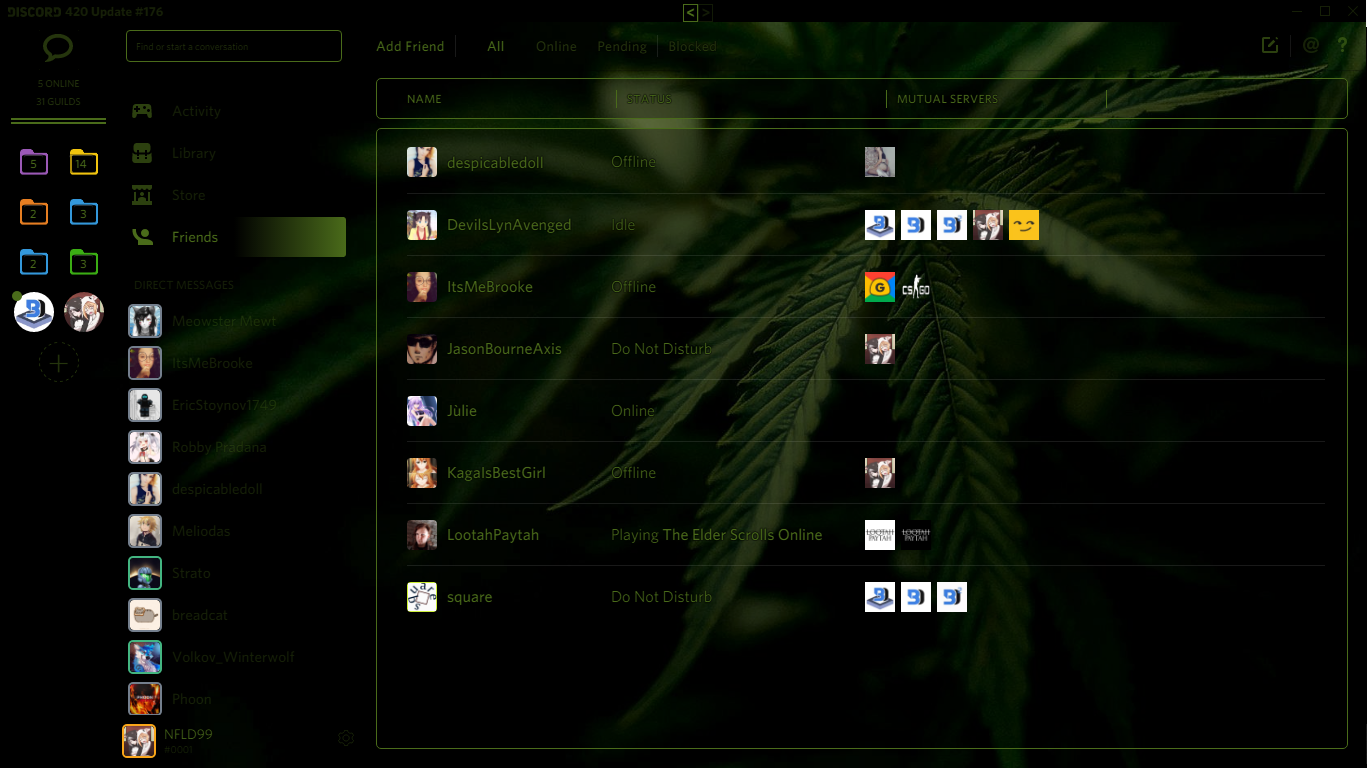 DISCORD 420 Update #176
< >
5 ONLINE
31 GUILDS
5
14
2
3
2
3
Find or start a conversation
Activity
Library
Store
Friends
DIRECT MESSAGES
Meowster Mewt
ItsMeBrooke
EricStoynov1749
Robby Pradana
despicabledoll
Meliodas
Strato
breadcat
Volkov_Winterwolf
Phoon
NFLD99
#0001
Add Friend All Online Pending Blocked
@ ?
NAME STATUS MUTUAL SERVERS
despicabledoll Offline
DevilsLynAvenged Idle
ItsMeBrooke Offline G CS GO
JasonBourneAxis Do Not Disturb
Jùlie Online
KagalsBestGirl Offline
LootahPaytah Playing The Elder Scrolls Online LOOTAH PAYTAH LOOTAH PAYTAH
square Do Not Disturb